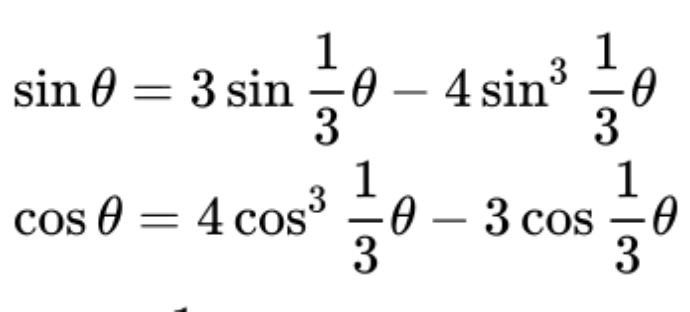 sin θ = 3 sin 1/3 θ − 4 sin³ 1/3 θ
cos θ = 4 cos³ 1/3 θ − 3 cos 1/3 θ